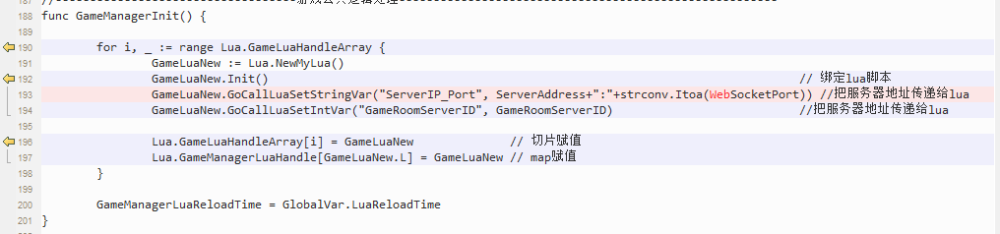 188 func GameManagerInit() {
189
190 for i, _ := range Lua.GameLuaHandleArray {
191 GameLuaNew := Lua.NewMyLua()
192 GameLuaNew.Init() // 绑定lua脚本
193 GameLuaNew.GoCallLuaSetStringVar("ServerIP_Port", ServerAddress+":"+strconv.Itoa(WebSocketPort)) //把服务器地址传递给lua
194 GameLuaNew.GoCallLuaSetIntVar("GameRoomServerID", GameRoomServerID) //把服务器地址传递给lua
195
196 Lua.GameLuaHandleArray[i] = GameLuaNew // 切片赋值
197 Lua.GameManagerLuaHandle[GameLuaNew.L] = GameLuaNew // map赋值
198 }
199
200 GameManagerLuaReloadTime = GlobalVar.LuaReloadTime
201 }